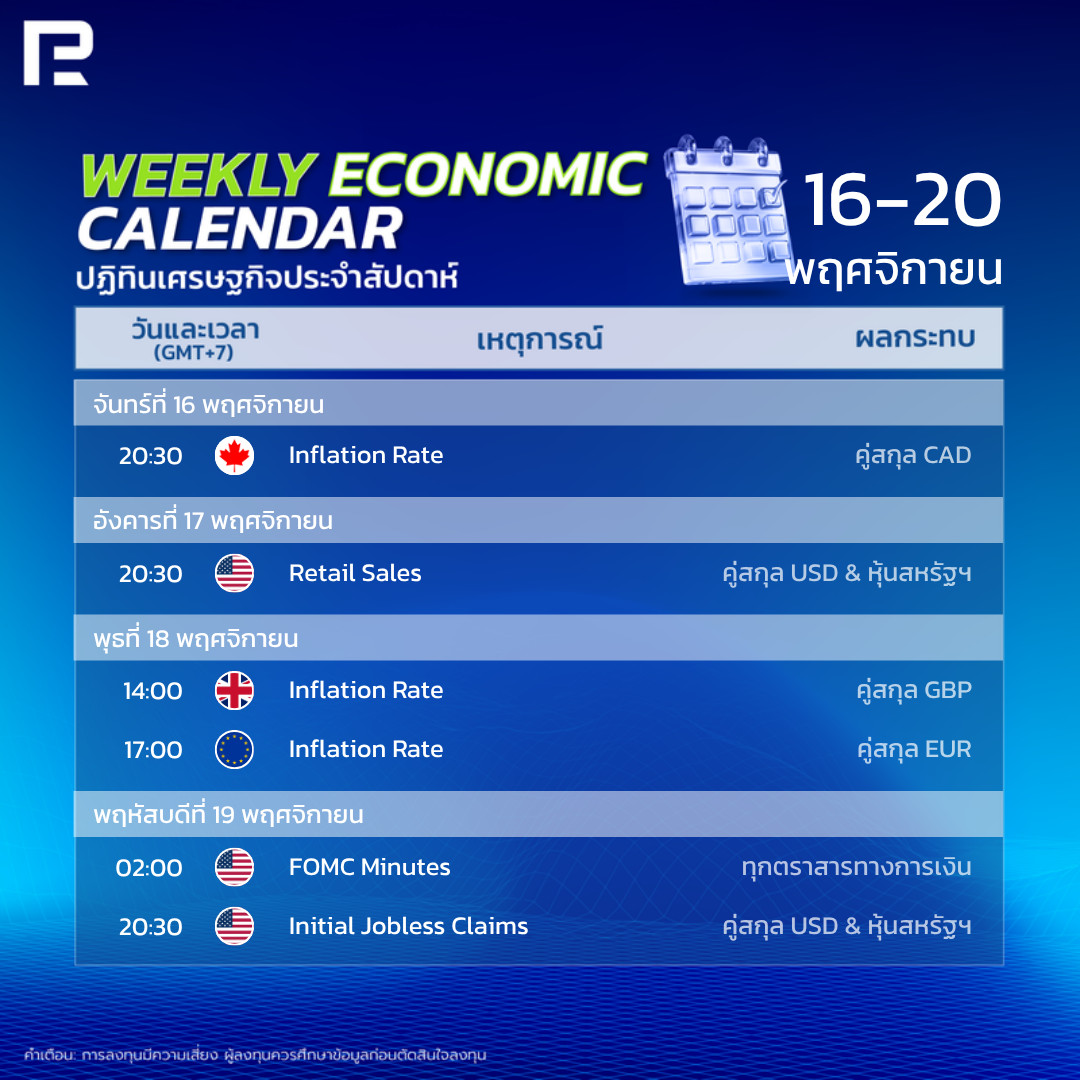 WEEKLY ECONOMIC
CALENDAR
ปฏิทินเศรษฐกิจประจำสัปดาห์
16-20
พฤศจิกายน
วันและเวลา
(GMT+7)
เหตุการณ์
ผลกระทบ
จันทร์ที่ 16 พฤศจิกายน
20:30 Inflation Rate คู่สกุล CAD
อังคารที่ 17 พฤศจิกายน
20:30 Retail Sales คู่สกุล USD & หุ้นสหรัฐฯ
พุธที่ 18 พฤศจิกายน
14:00 Inflation Rate คู่สกุล GBP
17:00 Inflation Rate คู่สกุล EUR
พฤหัสบดีที่ 19 พฤศจิกายน
02:00 FOMC Minutes ทุกตราสารทางการเงิน
20:30 Initial Jobless Claims คู่สกุล USD & หุ้นสหรัฐฯ
คำเตือน: การลงทุนมีความเสี่ยง ผู้ลงทุนควรศึกษาข้อมูลก่อนตัดสินใจลงทุน